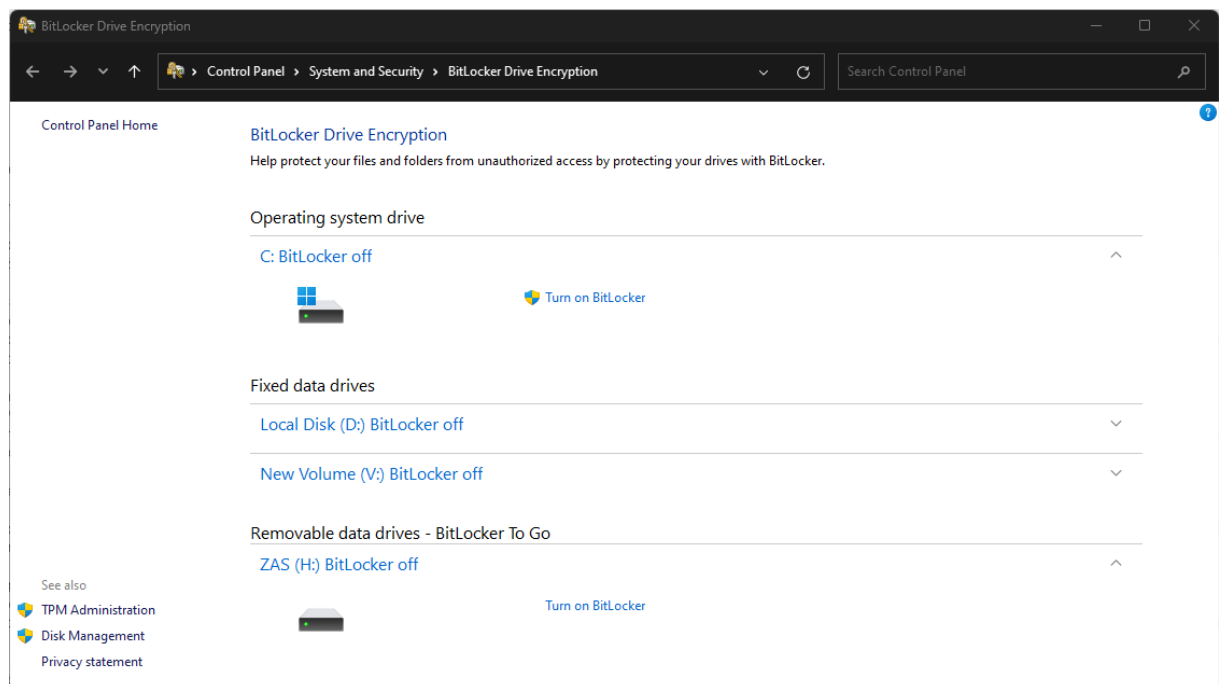 BitLocker Drive Encryption
Control Panel › System and Security › BitLocker Drive Encryption
Search Control Panel
Control Panel Home
BitLocker Drive Encryption
Help protect your files and folders from unauthorized access by protecting your drives with BitLocker.
Operating system drive
C: BitLocker off
Turn on BitLocker
Fixed data drives
Local Disk (D:) BitLocker off
New Volume (V:) BitLocker off
Removable data drives - BitLocker To Go
ZAS (H:) BitLocker off
Turn on BitLocker
See also
TPM Administration
Disk Management
Privacy statement